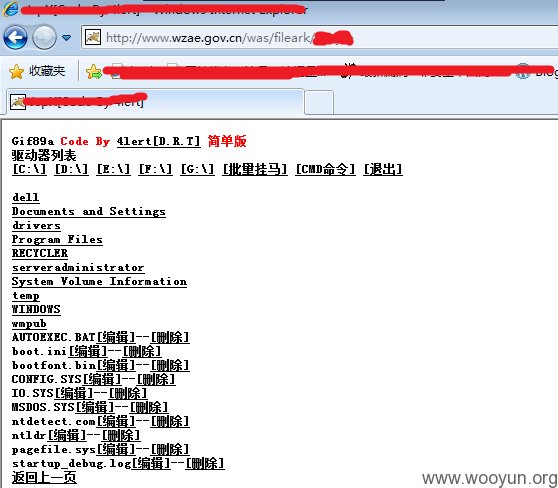 Windows Internet Explorer
http://www.wzae.gov.cn/was/fileark/
收藏夹
Gif89a Code By 4lert[D.R.T] 简单版
驱动器列表
[C:\] [D:\] [E:\] [F:\] [G:\] [批量挂马] [CMD命令] [退出]
dell
Documents and Settings
drivers
Program Files
RECYCLER
serveradministrator
System Volume Information
temp
WINDOWS
wmpub
AUTOEXEC.BAT[编辑]--[删除]
boot.ini[编辑]--[删除]
bootfont.bin[编辑]--[删除]
CONFIG.SYS[编辑]--[删除]
IO.SYS[编辑]--[删除]
MSDOS.SYS[编辑]--[删除]
ntdetect.com[编辑]--[删除]
ntldr[编辑]--[删除]
pagefile.sys[编辑]--[删除]
startup_debug.log[编辑]--[删除]
返回上一页
www.wooyun.org